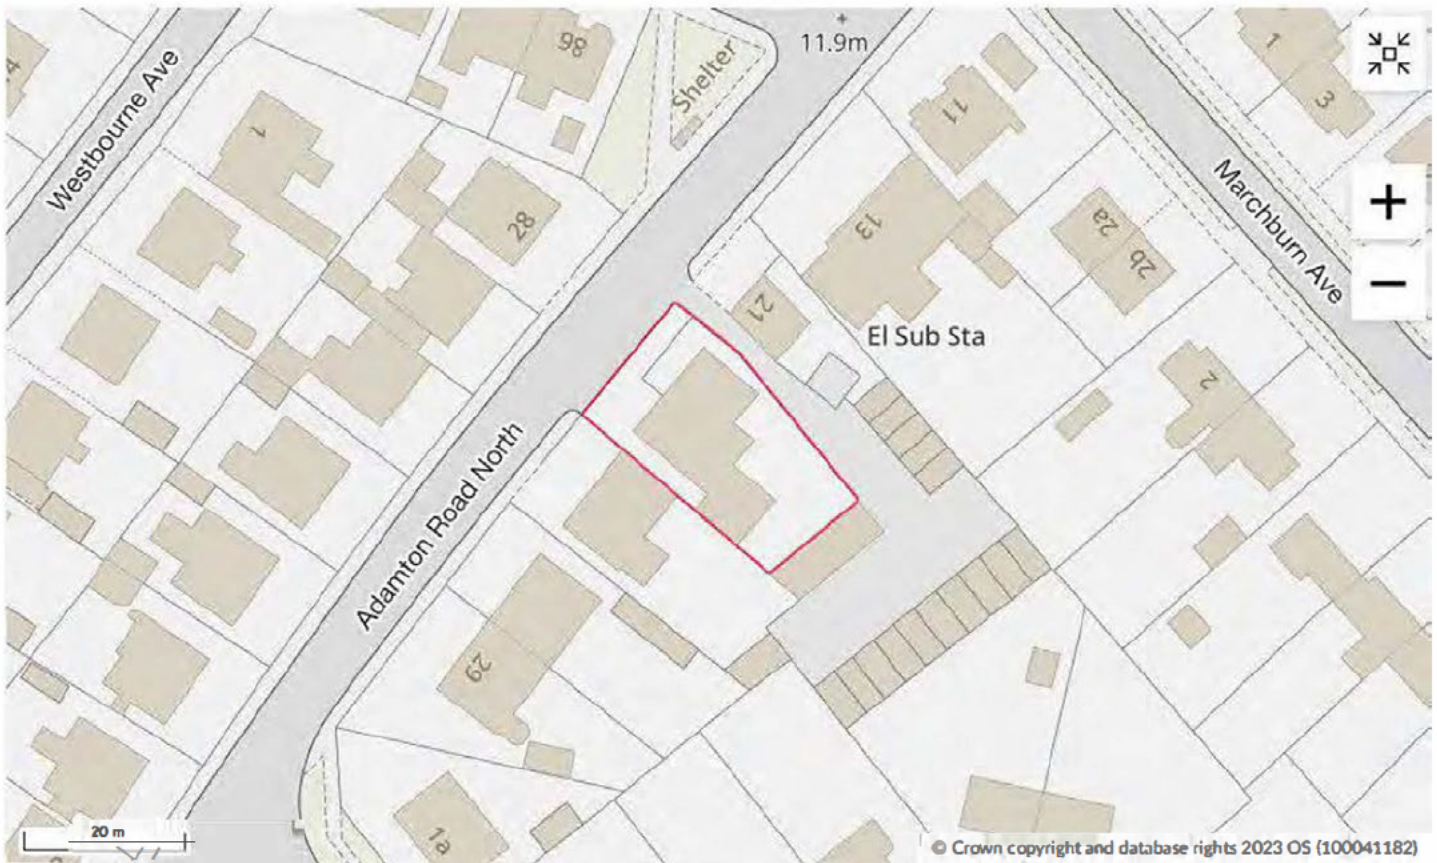 98
Shelter
11.9m
Westbourne Ave
1
1
3
11
28
13
2a
2b
Marchburn Ave
+
−
21
El Sub Sta
2
Adamton Road North
29
1a
20 m
© Crown copyright and database rights 2023 OS (100041182)